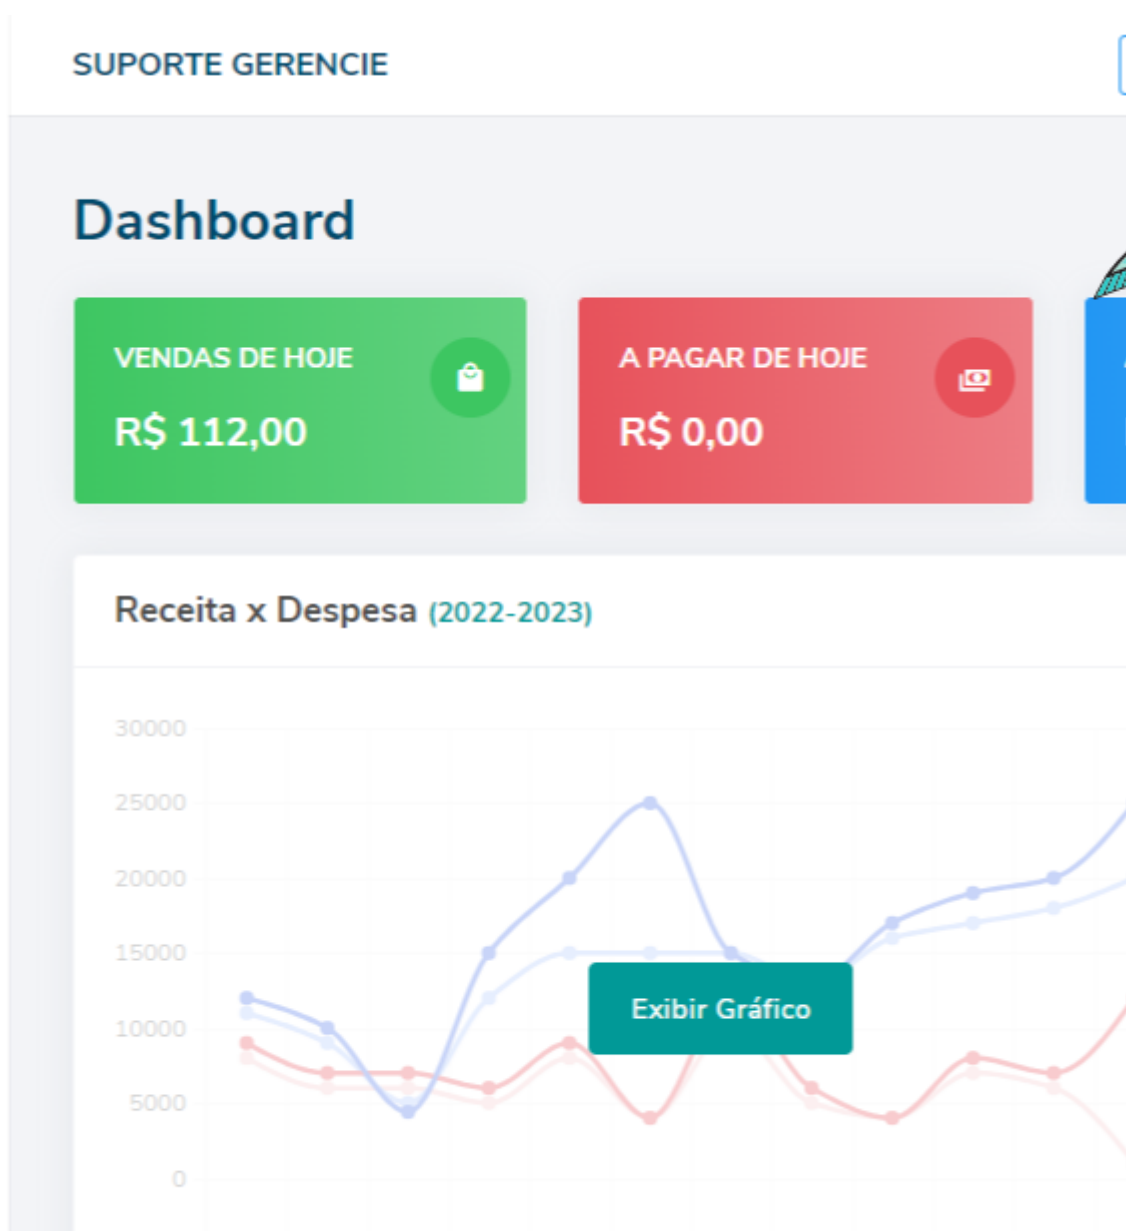 SUPORTE GERENCIE
Dashboard
VENDAS DE HOJE
R$ 112,00
A PAGAR DE HOJE
R$ 0,00
Receita x Despesa (2022-2023)
30000
25000
20000
15000
10000
5000
0
Exibir Gráfico